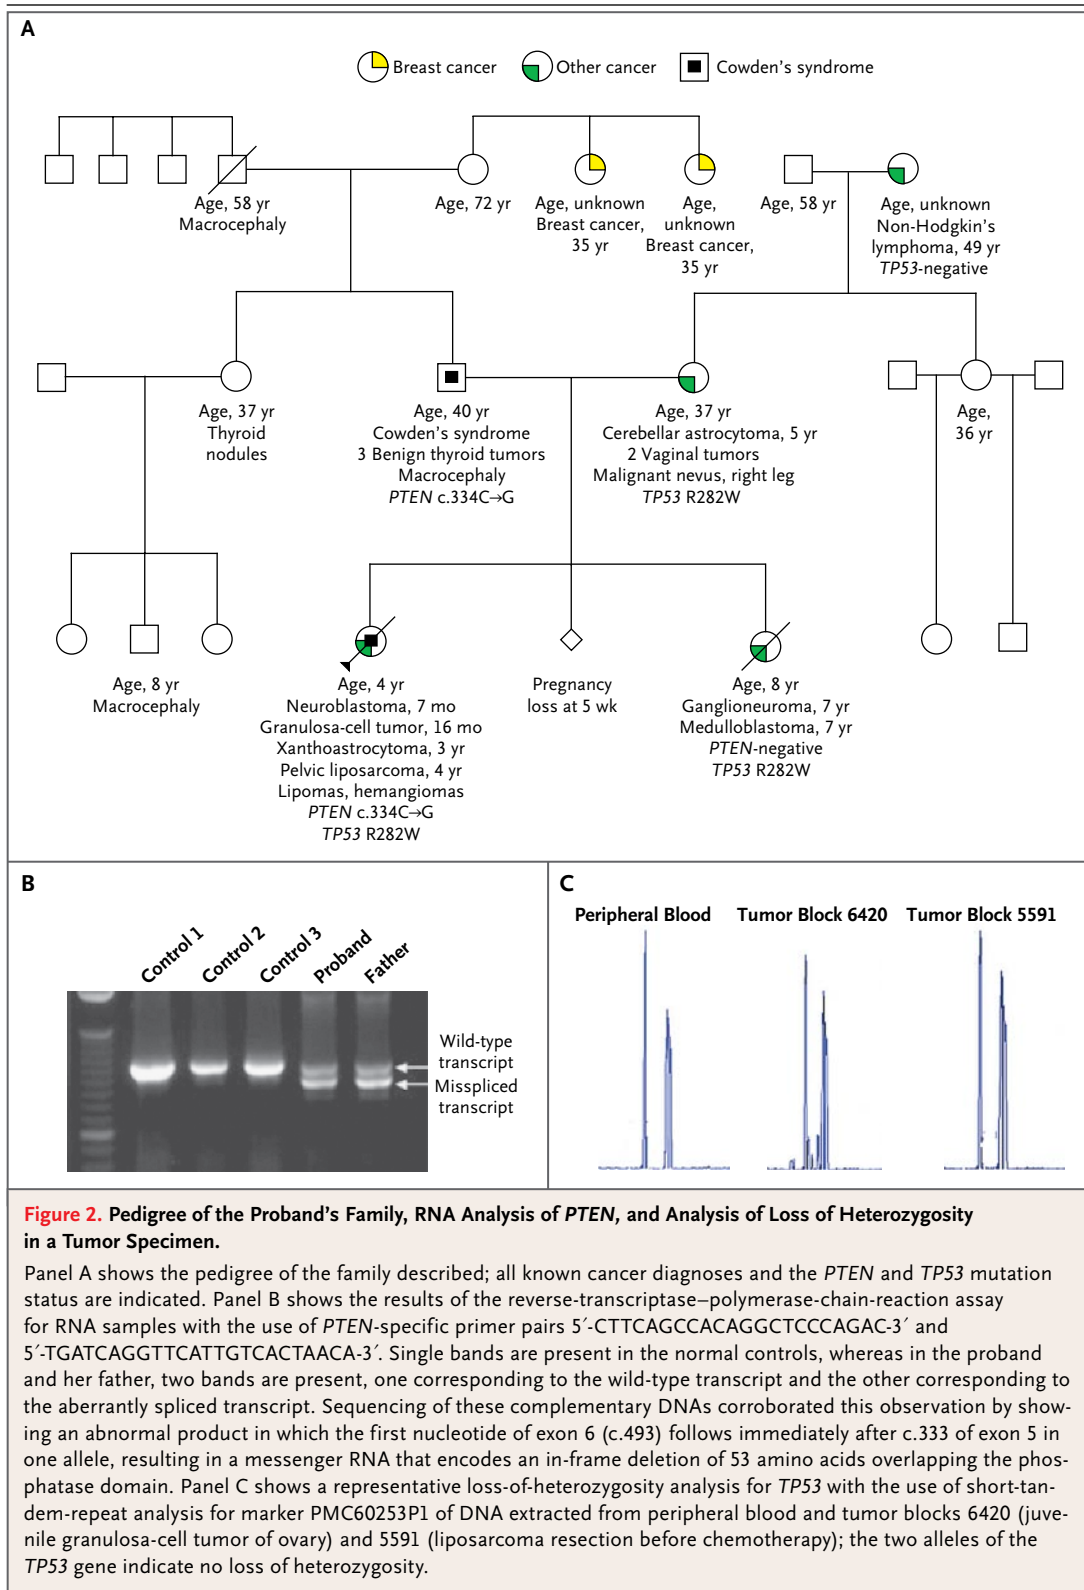 A
Breast cancer
Other cancer
Cowden's syndrome
Age, 58 yr
Macrocephaly
Age, 72 yr
Age, unknown
Breast cancer,
35 yr
Age,
unknown
Breast cancer,
35 yr
Age, 58 yr
Age, unknown
Non-Hodgkin's
lymphoma, 49 yr
TP53-negative
Age, 37 yr
Thyroid
nodules
Age, 40 yr
Cowden's syndrome
3 Benign thyroid tumors
Macrocephaly
PTEN c.334C→G
Age, 37 yr
Cerebellar astrocytoma, 5 yr
2 Vaginal tumors
Malignant nevus, right leg
TP53 R282W
Age,
36 yr
Age, 8 yr
Macrocephaly
Age, 4 yr
Neuroblastoma, 7 mo
Granulosa-cell tumor, 16 mo
Xanthoastrocytoma, 3 yr
Pelvic liposarcoma, 4 yr
Lipomas, hemangiomas
PTEN c.334C→G
TP53 R282W
Pregnancy
loss at 5 wk
Age, 8 yr
Ganglioneuroma, 7 yr
Medulloblastoma, 7 yr
PTEN-negative
TP53 R282W
B
Control 1
Control 2
Control 3
Proband
Father
Wild-type
transcript
Misspliced
transcript
C
Peripheral Blood
Tumor Block 6420
Tumor Block 5591
Figure 2. Pedigree of the Proband's Family, RNA Analysis of PTEN, and Analysis of Loss of Heterozygosity
in a Tumor Specimen.
Panel A shows the pedigree of the family described; all known cancer diagnoses and the PTEN and TP53 mutation
status are indicated. Panel B shows the results of the reverse-transcriptase–polymerase-chain-reaction assay
for RNA samples with the use of PTEN-specific primer pairs 5′-CTTCAGCCACAGGCTCCCAGAC-3′ and
5′-TGATCAGGTTCATTGTCACTAACA-3′. Single bands are present in the normal controls, whereas in the proband
and her father, two bands are present, one corresponding to the wild-type transcript and the other corresponding to
the aberrantly spliced transcript. Sequencing of these complementary DNAs corroborated this observation by show-
ing an abnormal product in which the first nucleotide of exon 6 (c.493) follows immediately after c.333 of exon 5 in
one allele, resulting in a messenger RNA that encodes an in-frame deletion of 53 amino acids overlapping the phos-
phatase domain. Panel C shows a representative loss-of-heterozygosity analysis for TP53 with the use of short-tan-
dem-repeat analysis for marker PMC60253P1 of DNA extracted from peripheral blood and tumor blocks 6420 (juve-
nile granulosa-cell tumor of ovary) and 5591 (liposarcoma resection before chemotherapy); the two alleles of the
TP53 gene indicate no loss of heterozygosity.